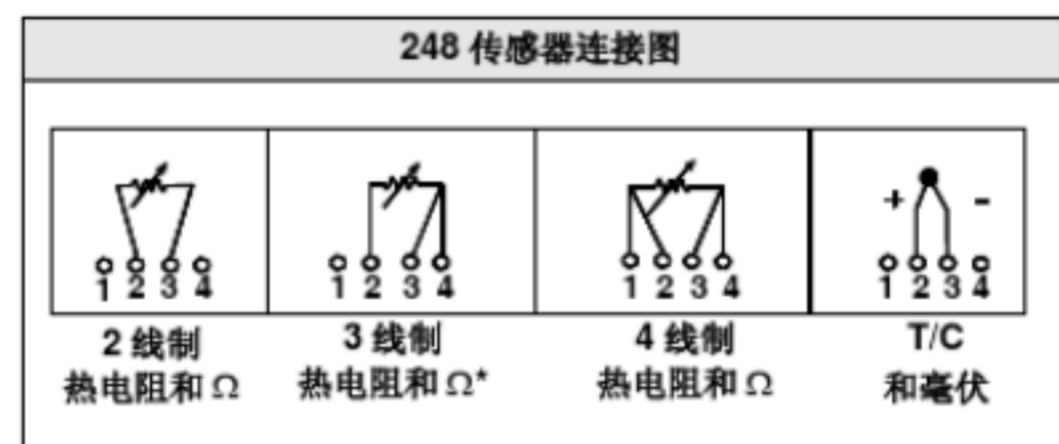 248 传感器连接图
+ -
1 2 3 4 1 2 3 4 1 2 3 4 1 2 3 4
2 线制 3 线制 4 线制 T/C
热电阻和 Ω 热电阻和 Ω* 热电阻和 Ω 和毫伏